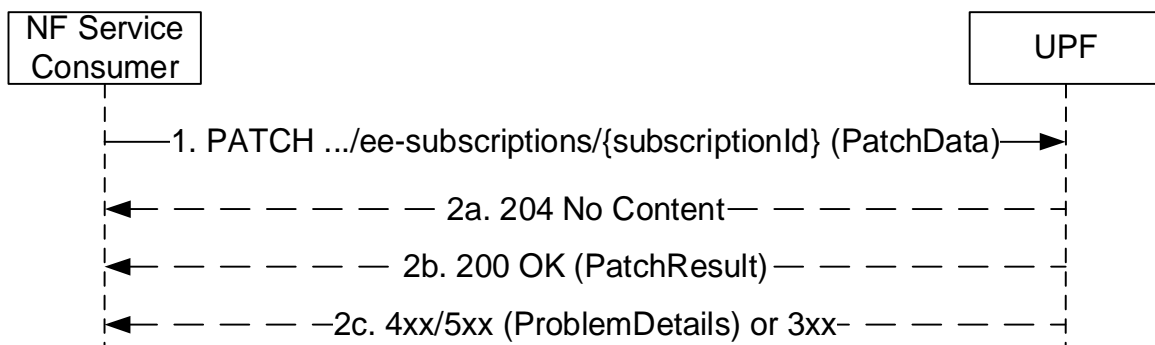 NF Service
Consumer
UPF
1. PATCH .../ee-subscriptions/{subscriptionId} (PatchData)
2a. 204 No Content
2b. 200 OK (PatchResult)
2c. 4xx/5xx (ProblemDetails) or 3xx